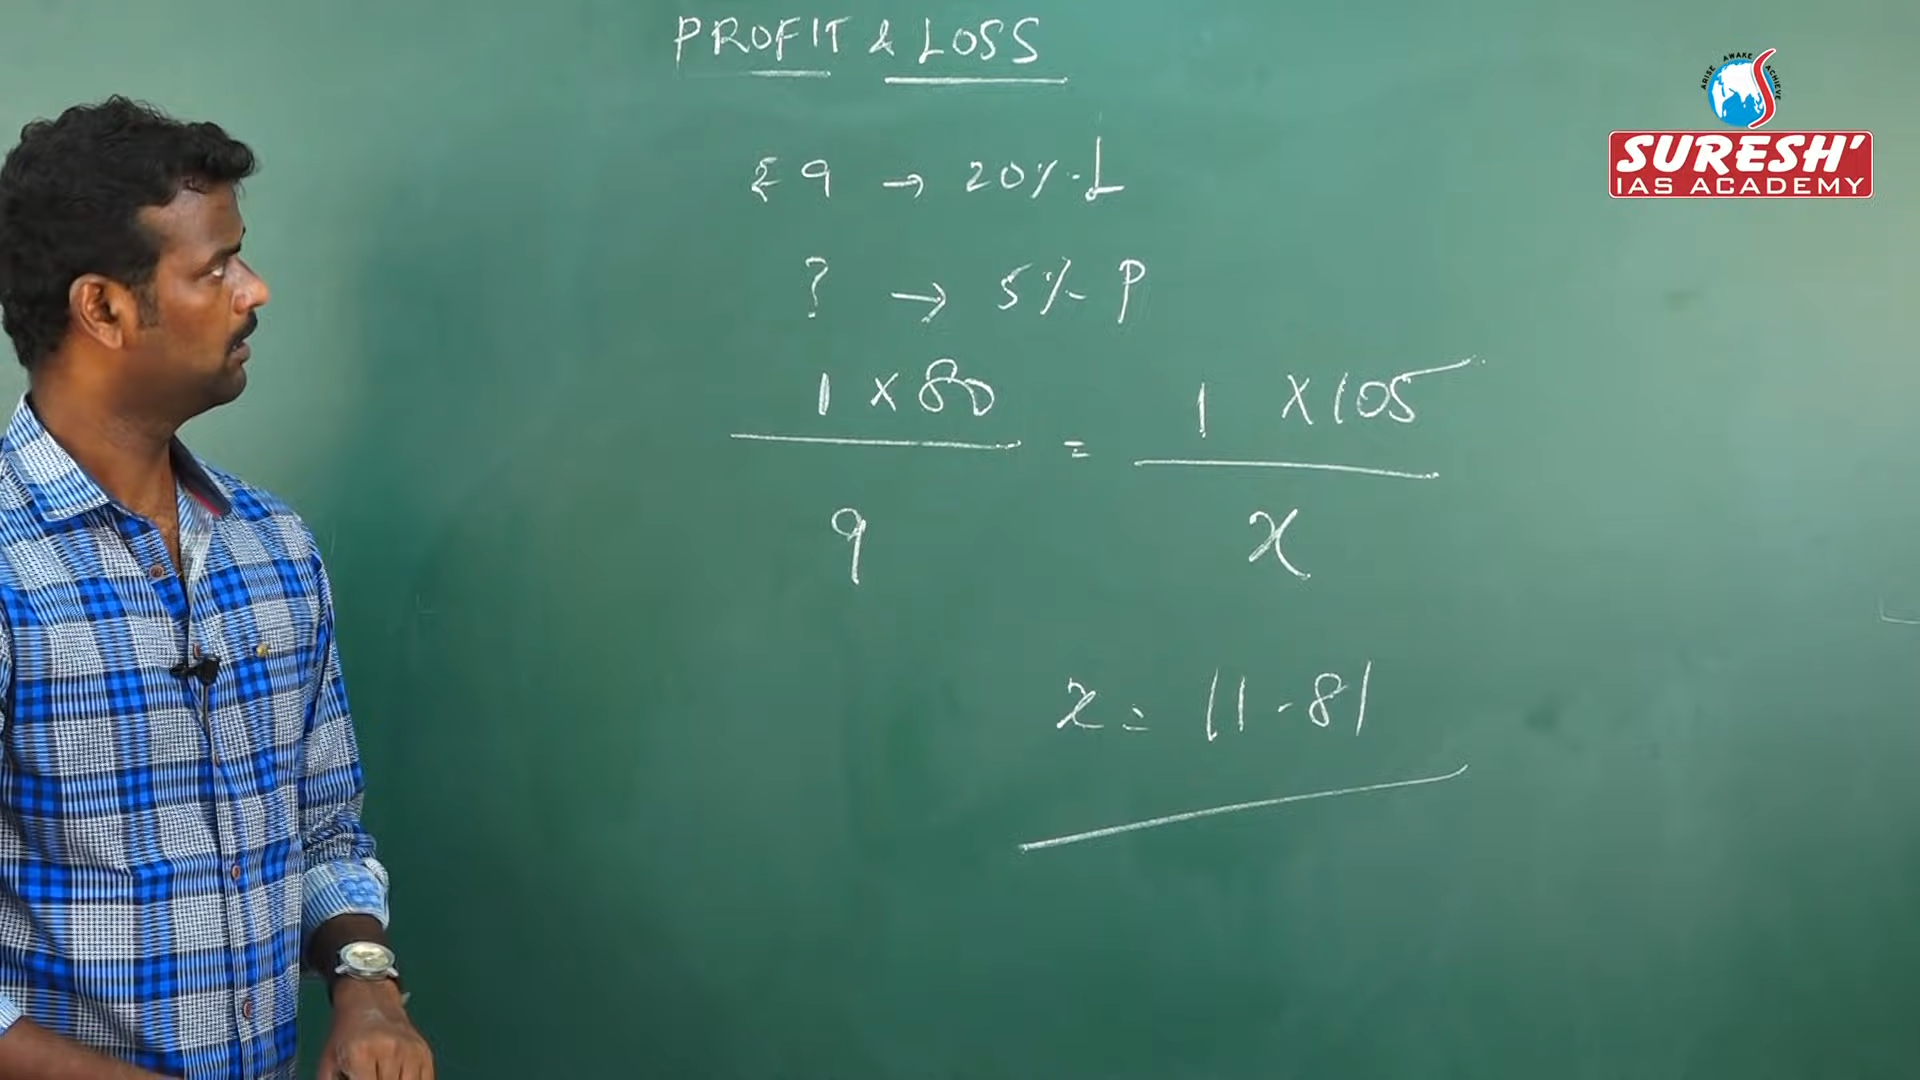 PROFIT & LOSS
ARISE AWAKE ACHIEVE
SURESH'
IAS ACADEMY
₹ 9 → 20% L
? → 5% P
1 × 80 = 1 × 105
9 x
x = 11.81